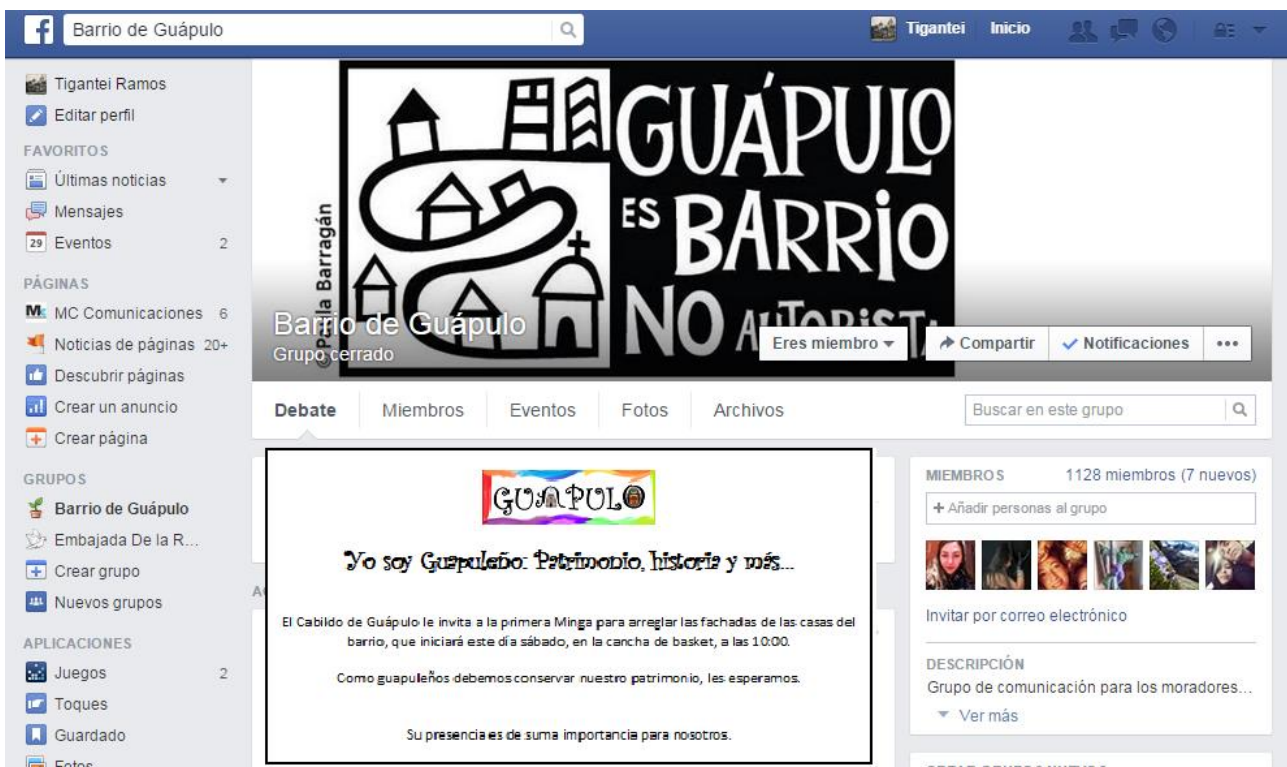 Barrio de Guápulo
Tigantei
Inicio
Tigantei Ramos
Editar perfil
FAVORITOS
Últimas noticias
Mensajes
29 Eventos 2
PÁGINAS
MC Comunicaciones 6
Noticias de páginas 20+
Descubrir páginas
Crear un anuncio
Crear página
GRUPOS
Barrio de Guápulo
Embajada De la R...
Crear grupo
Nuevos grupos
APLICACIONES
Juegos 2
Toques
Guardado
Fotos
GUÁPULO
ES BARRIO
NO
Barragán
Barrio de Guápulo
Grupo cerrado
Eres miembro
Compartir
Notificaciones
Debate Miembros Eventos Fotos Archivos
Buscar en este grupo
GUAPULO
Yo soy Guapuleño: Patrimonio, historia y más...
El Cabildo de Guápulo le invita a la primera Minga para arreglar las fachadas de las casas del
barrio, que iniciará este día sábado, en la cancha de basket, a las 10:00.
Como guapuleños debemos conservar nuestro patrimonio, les esperamos.
Su presencia es de suma importancia para nosotros.
MIEMBROS 1128 miembros (7 nuevos)
+ Añadir personas al grupo
Invitar por correo electrónico
DESCRIPCIÓN
Grupo de comunicación para los moradores...
Ver más